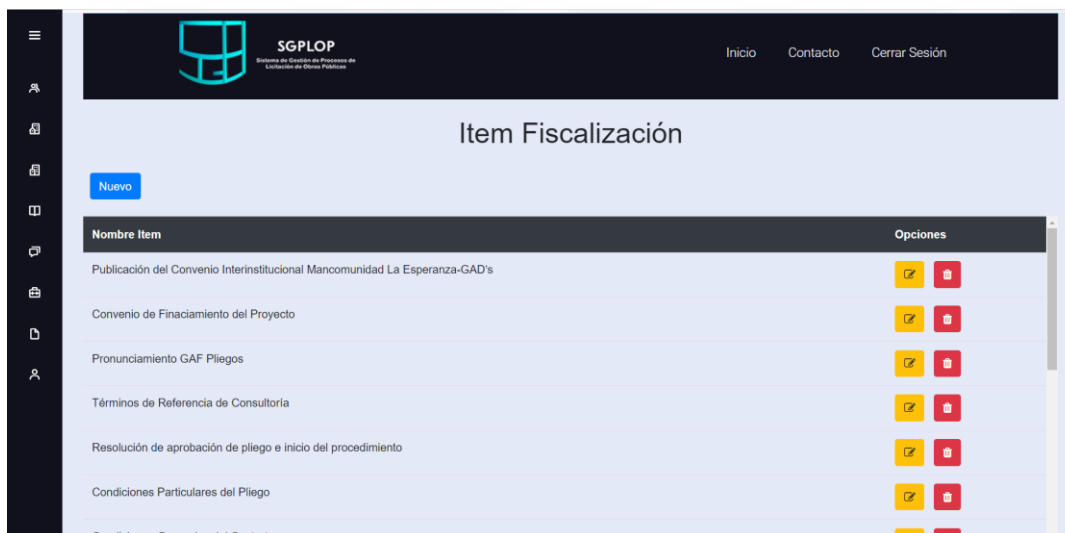 SGPLOP
Sistema de Gestión de Procesos de
Licitación de Obras Públicas
Inicio Contacto Cerrar Sesión
Item Fiscalización
Nuevo
Nombre Item Opciones
Publicación del Convenio Interinstitucional Mancomunidad La Esperanza-GAD's
Convenio de Finaciamiento del Proyecto
Pronunciamiento GAF Pliegos
Términos de Referencia de Consultoría
Resolución de aprobación de pliego e inicio del procedimiento
Condiciones Particulares del Pliego